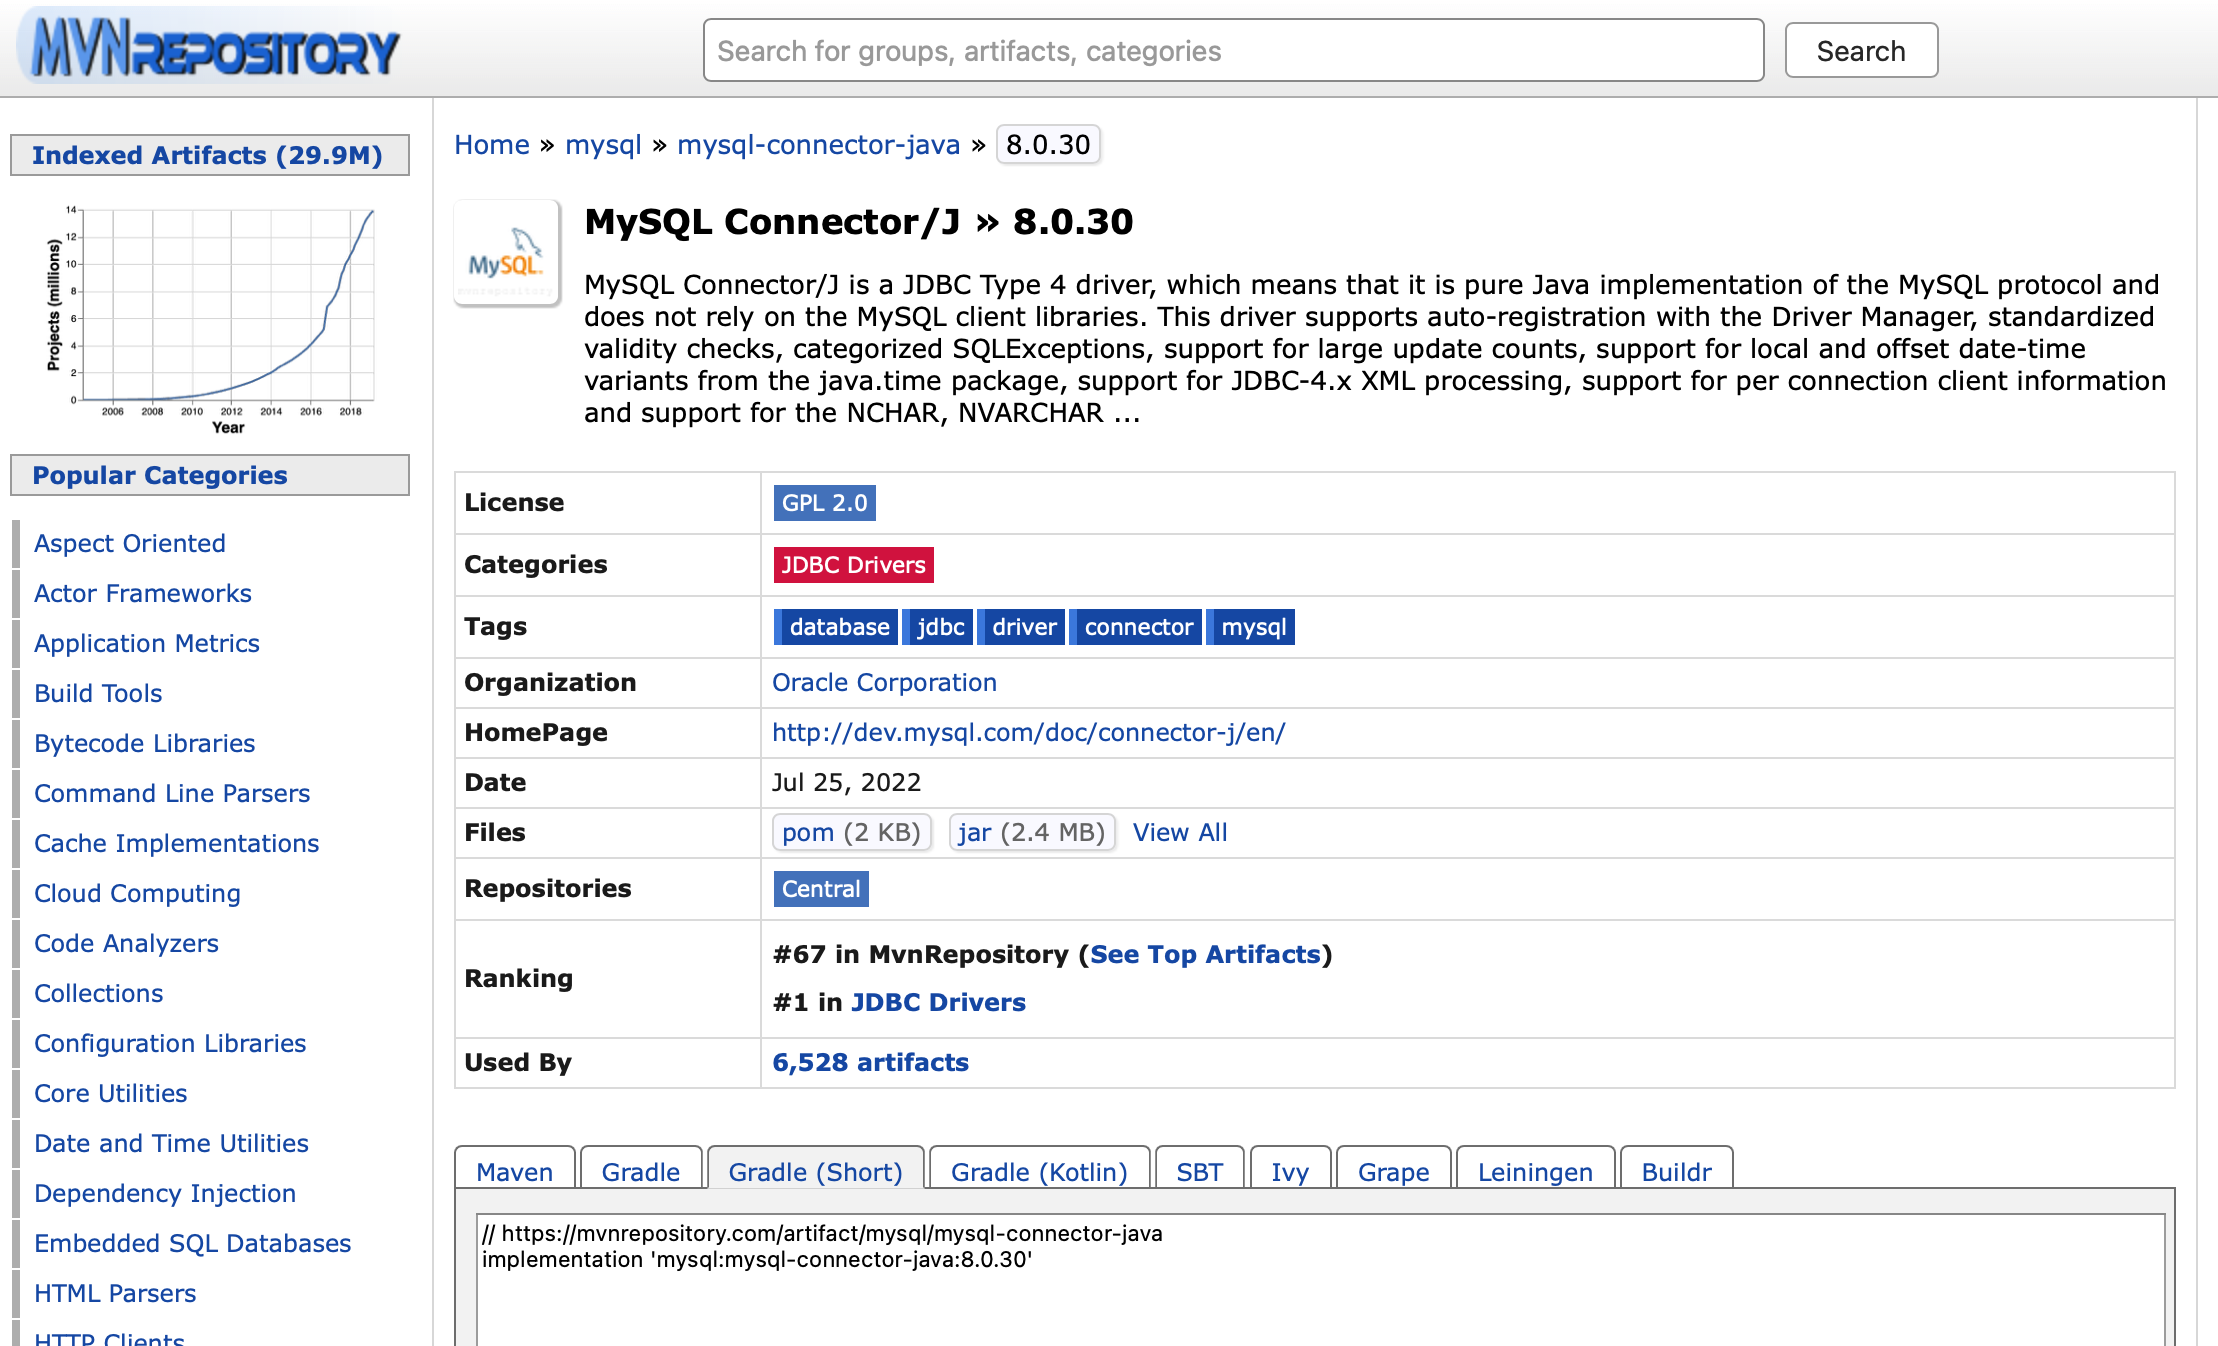 MVNREPOSITORY
Search for groups, artifacts, categories
Search
Indexed Artifacts (29.9M)
Projects (millions)
14
12
10
8
6
4
2
0
2006 2008 2010 2012 2014 2016 2018
Year
Popular Categories
Aspect Oriented
Actor Frameworks
Application Metrics
Build Tools
Bytecode Libraries
Command Line Parsers
Cache Implementations
Cloud Computing
Code Analyzers
Collections
Configuration Libraries
Core Utilities
Date and Time Utilities
Dependency Injection
Embedded SQL Databases
HTML Parsers
HTTP Clients
Home » mysql » mysql-connector-java » 8.0.30
MySQL
mvnrepository
MySQL Connector/J » 8.0.30
MySQL Connector/J is a JDBC Type 4 driver, which means that it is pure Java implementation of the MySQL protocol and
does not rely on the MySQL client libraries. This driver supports auto-registration with the Driver Manager, standardized
validity checks, categorized SQLExceptions, support for large update counts, support for local and offset date-time
variants from the java.time package, support for JDBC-4.x XML processing, support for per connection client information
and support for the NCHAR, NVARCHAR ...
License GPL 2.0
Categories JDBC Drivers
Tags database jdbc driver connector mysql
Organization Oracle Corporation
HomePage http://dev.mysql.com/doc/connector-j/en/
Date Jul 25, 2022
Files pom (2 KB) jar (2.4 MB) View All
Repositories Central
Ranking #67 in MvnRepository (See Top Artifacts)
#1 in JDBC Drivers
Used By 6,528 artifacts
Maven Gradle Gradle (Short) Gradle (Kotlin) SBT Ivy Grape Leiningen Buildr
// https://mvnrepository.com/artifact/mysql/mysql-connector-java
implementation 'mysql:mysql-connector-java:8.0.30'